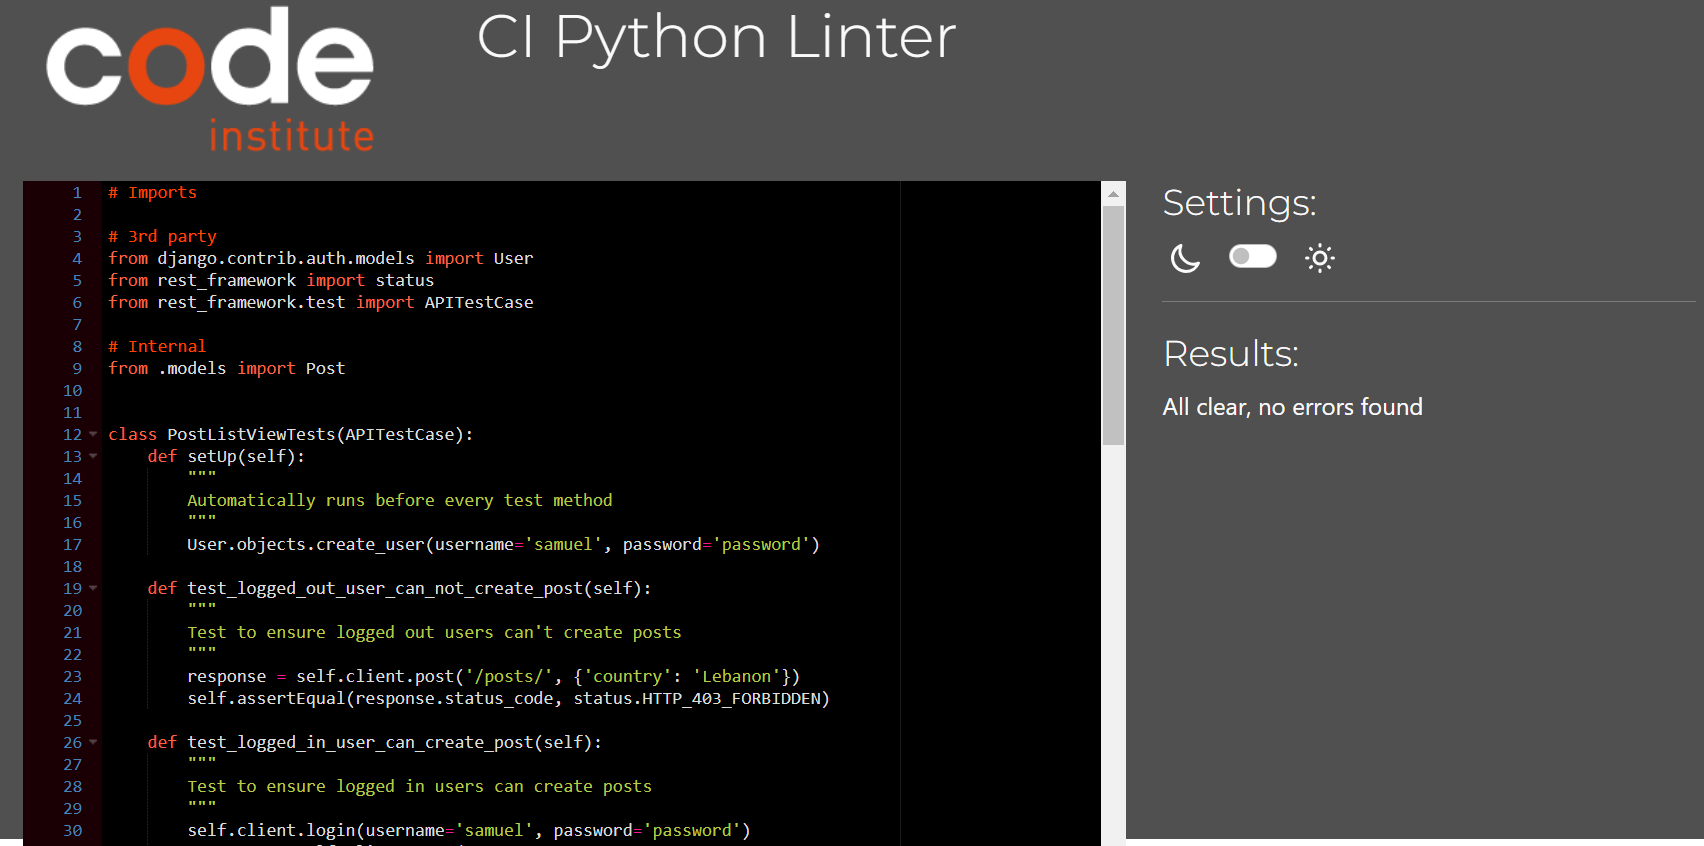 code
institute
CI Python Linter
1 # Imports
2
3 # 3rd party
4 from django.contrib.auth.models import User
5 from rest_framework import status
6 from rest_framework.test import APITestCase
7
8 # Internal
9 from .models import Post
10
11
12 class PostListViewTests(APITestCase):
13     def setUp(self):
14         """
15         Automatically runs before every test method
16         """
17         User.objects.create_user(username='samuel', password='password')
18
19     def test_logged_out_user_can_not_create_post(self):
20         """
21         Test to ensure logged out users can't create posts
22         """
23         response = self.client.post('/posts/', {'country': 'Lebanon'})
24         self.assertEqual(response.status_code, status.HTTP_403_FORBIDDEN)
25
26     def test_logged_in_user_can_create_post(self):
27         """
28         Test to ensure logged in users can create posts
29         """
30         self.client.login(username='samuel', password='password')
Settings:
Results:
All clear, no errors found